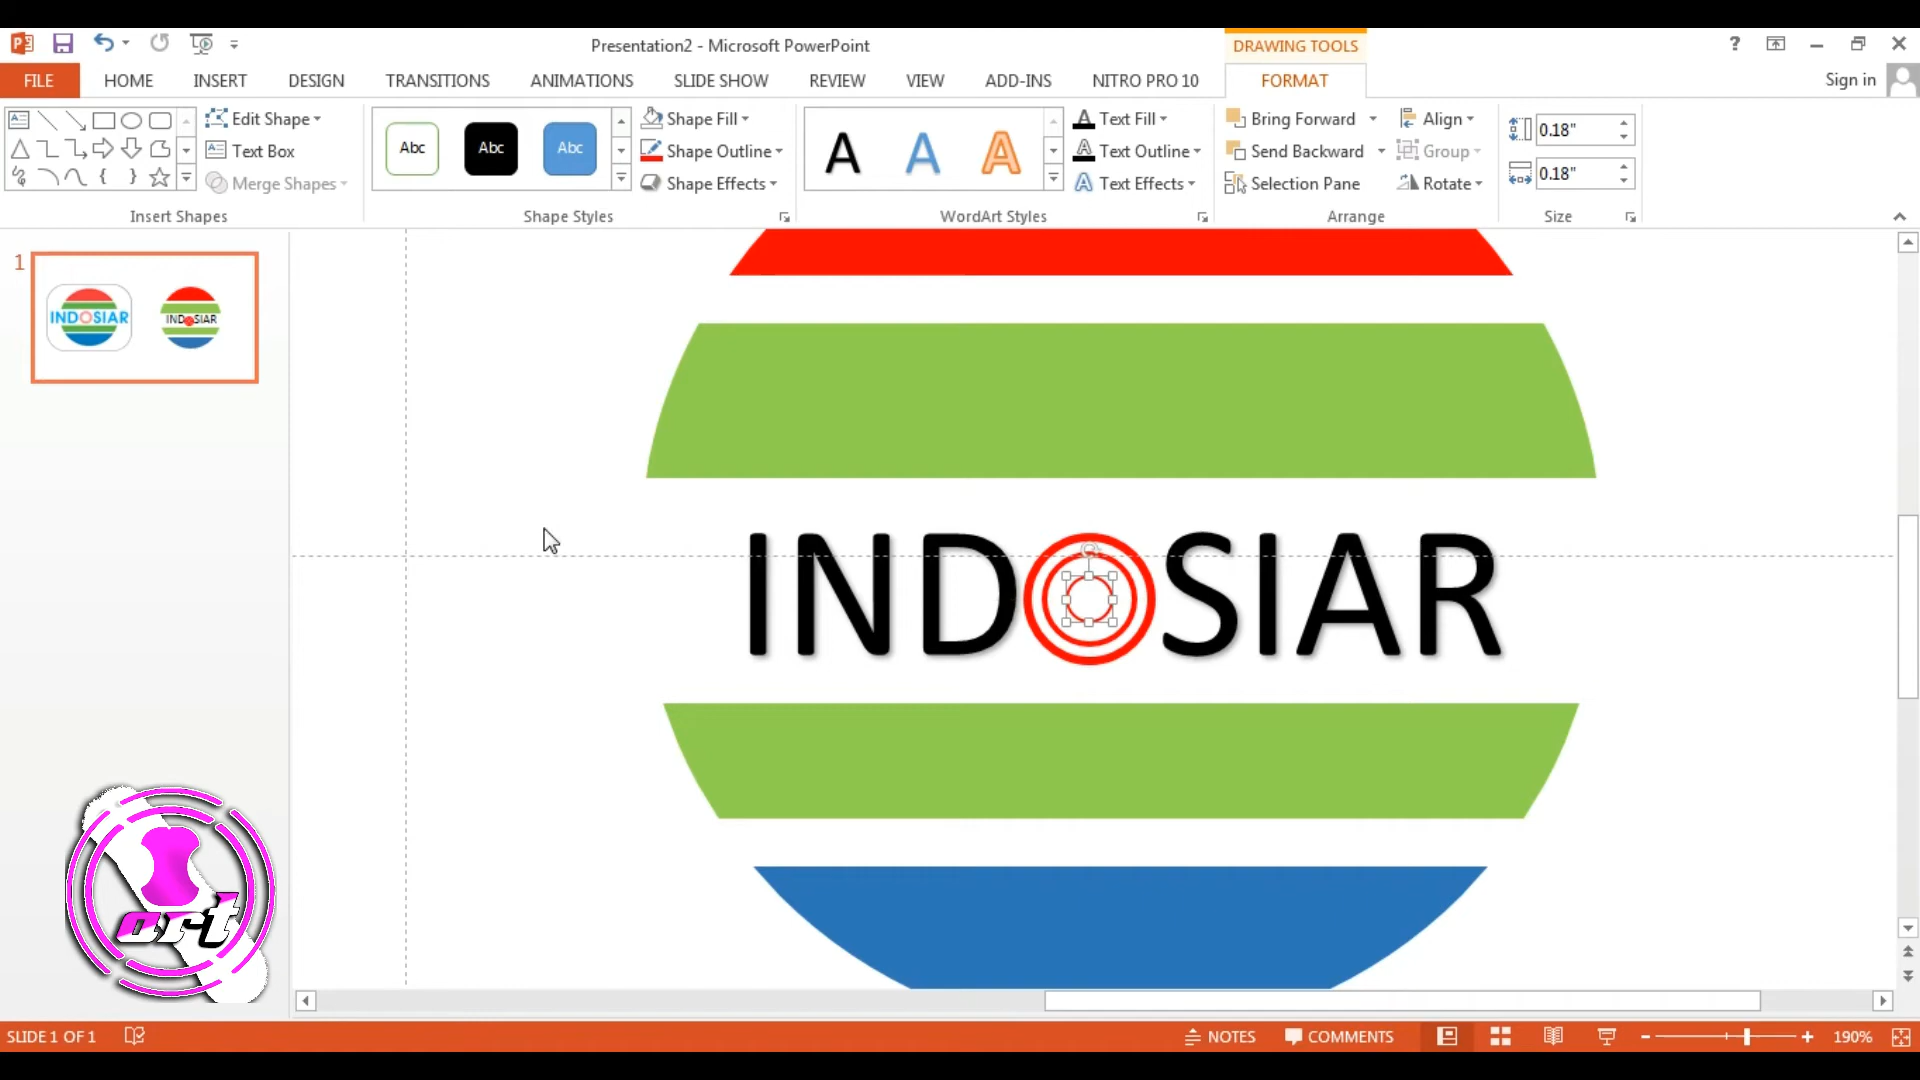 Presentation2 - Microsoft PowerPoint
DRAWING TOOLS
?
FILE HOME INSERT DESIGN TRANSITIONS ANIMATIONS SLIDE SHOW REVIEW VIEW ADD-INS NITRO PRO 10 FORMAT
Sign in
Edit Shape
Text Box
Merge Shapes
Insert Shapes
Abc Abc Abc
Shape Fill
Shape Outline
Shape Effects
Shape Styles
A A A
Text Fill
Text Outline
Text Effects
WordArt Styles
Bring Forward
Send Backward
Selection Pane
Align
Group
Rotate
Arrange
0.18"
0.18"
Size
1
INDOSIAR
INDOSIAR
INDOSIAR
art
SLIDE 1 OF 1
NOTES
COMMENTS
190%